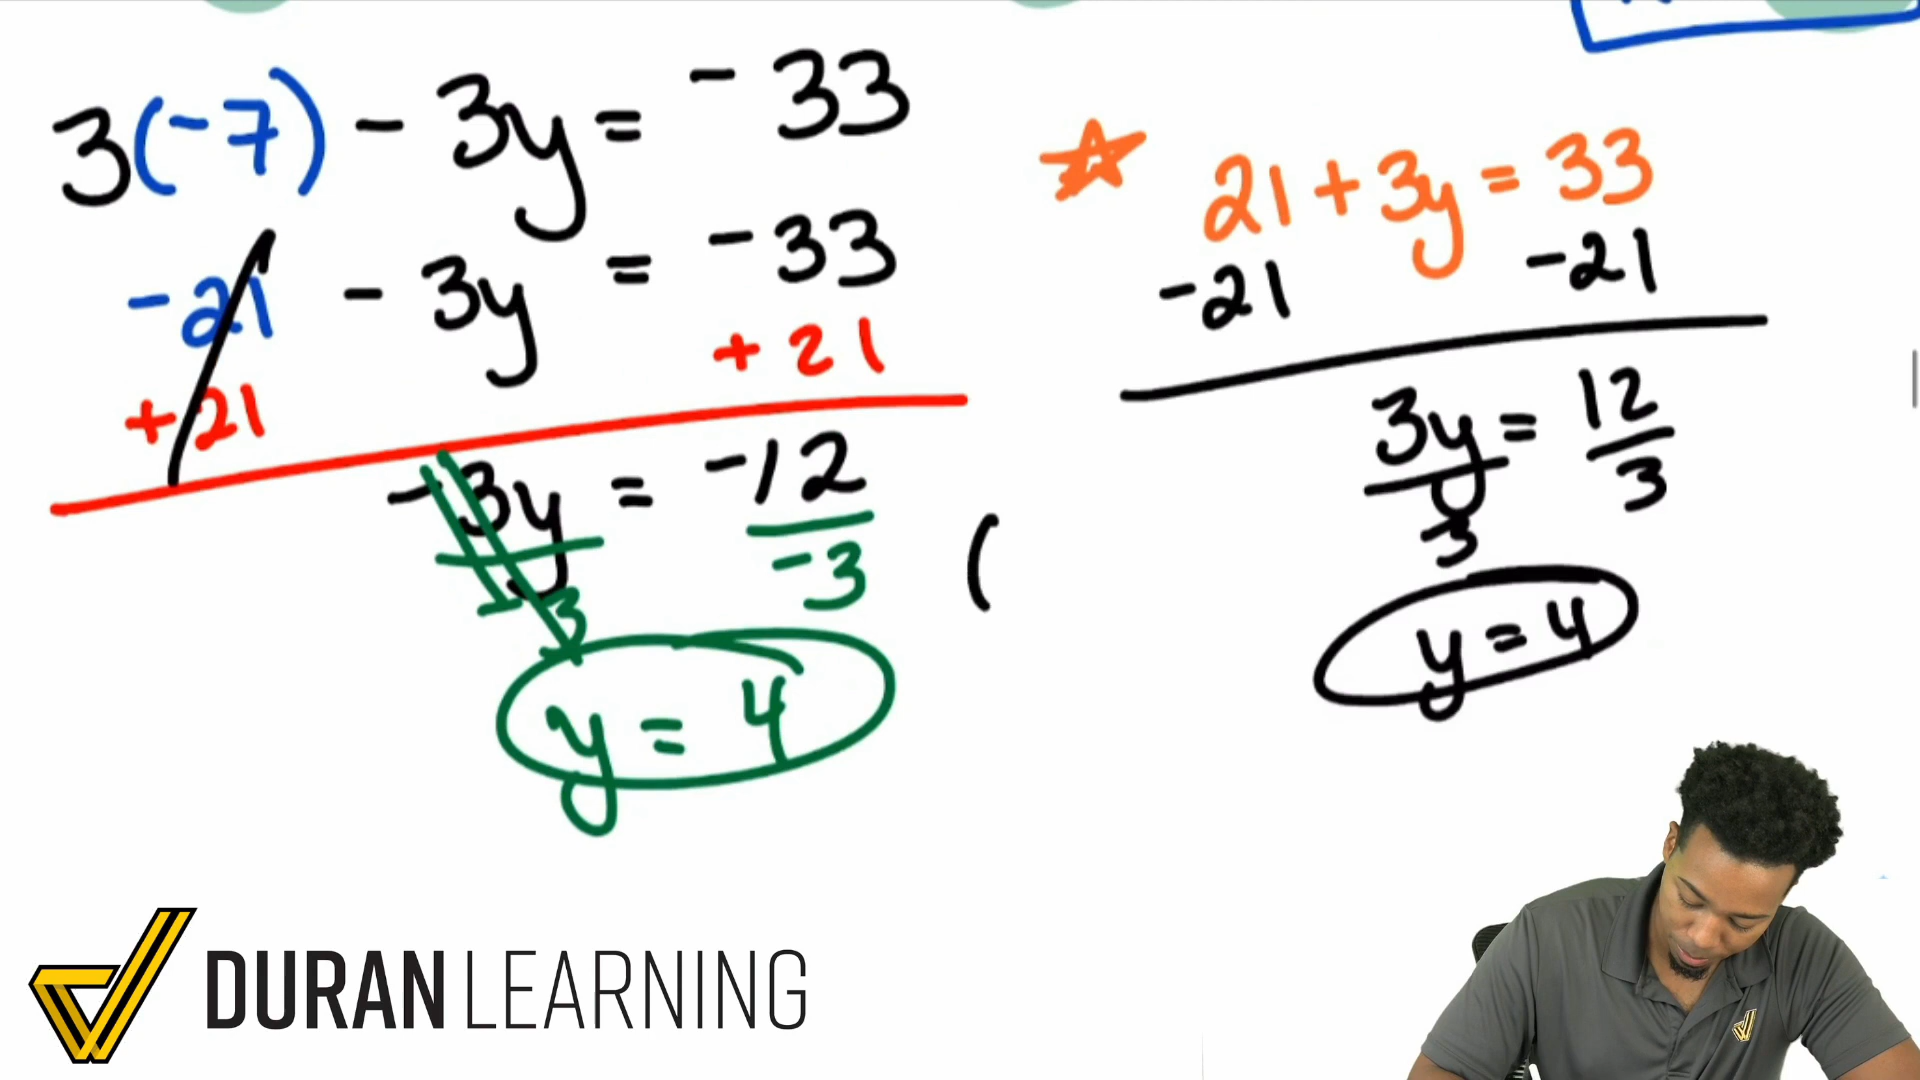 3(-7) - 3y = -33
-21 - 3y = -33
+21 +21
-3y = -12
-3 -3
y = 4
(
21 + 3y = 33
-21 -21
3y = 12
3 3
y = 4
DURAN LEARNING